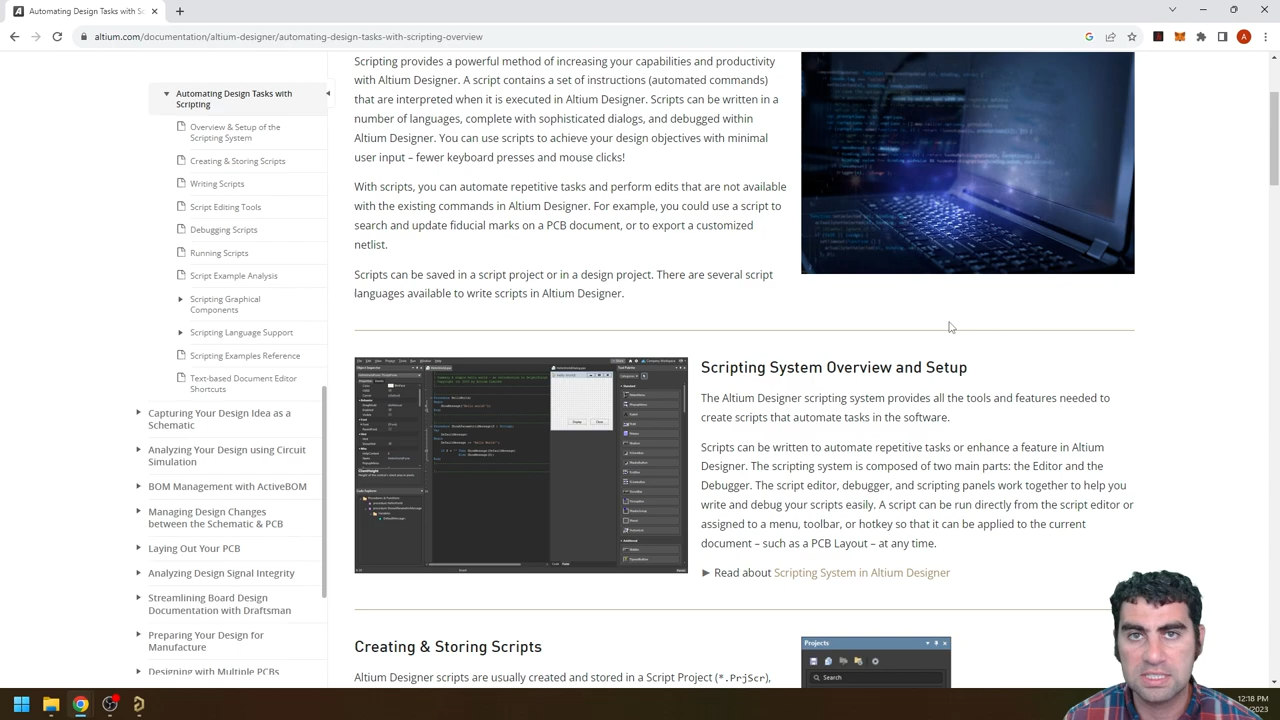 Automating Design Tasks with Sc
altium.com/documentation/altium-designer/automating-design-tasks-with-scripting-overview
A
Automating Design Tasks with
Scripting
Overview & Setup of the
Scripting System
Creating & Storing Scripts
Writing Scripts
Script Editing Tools
Debugging Scripts
Running Scripts
Script Example Analysis
Scripting Graphical
Components
Scripting Language Support
Scripting Examples Reference
Text-based Document Editor
Shortcuts
Capturing Your Design Idea as a
Schematic
Analyzing Your Design using Circuit
Simulation
BOM Management with ActiveBOM
Managing Design Changes
between the Schematic & PCB
Laying Out Your PCB
Analyzing Design Signal Integrity
Streamlining Board Design
Documentation with Draftsman
Preparing Your Design for
Manufacture
Designing with Multiple PCBs
Scripting provides a powerful method of increasing your capabilities and productivity
with Altium Designer. A script contains a set of instructions (automated commands)
that are interpreted when it is executed in Altium Designer. Scripts can be written in a
number of languages, complete with associated dialogs, and debugged within
Altium Designer. Scripts can be used to modify design objects with minimal
user input – saving, and processing and more.
With scripts, you can automate repetitive tasks and perform edits that are not available
with the existing commands in Altium Designer. For example, you could use a script to
search and update fiducial marks on a PCB document, or to export a customized
netlist.
Scripts can be saved in a script project or in a design project. There are several script
languages available to write scripts in Altium Designer.
Scripting System Overview and Setup
The Altium Designer scripting system provides all the tools and features needed to
build scripts that automate tasks in the software.
Scripts can be written to automate repetitive tasks or enhance a feature in Altium
Designer. The scripting system is composed of two main parts: the Editor and the
Debugger. The script editor, debugger, and scripting panels work together to help you
write and debug your scripts easily. A script can be run directly from the script editor or
assigned to a menu, toolbar, or hotkey so that it can be applied to the current
document – such as a PCB Layout – at any time.
Read about Scripting System in Altium Designer
Creating & Storing Scripts
Altium Designer scripts are usually created and stored in a Script Project (*.PrjScr),
Projects
Search
12:18 PM
/2023